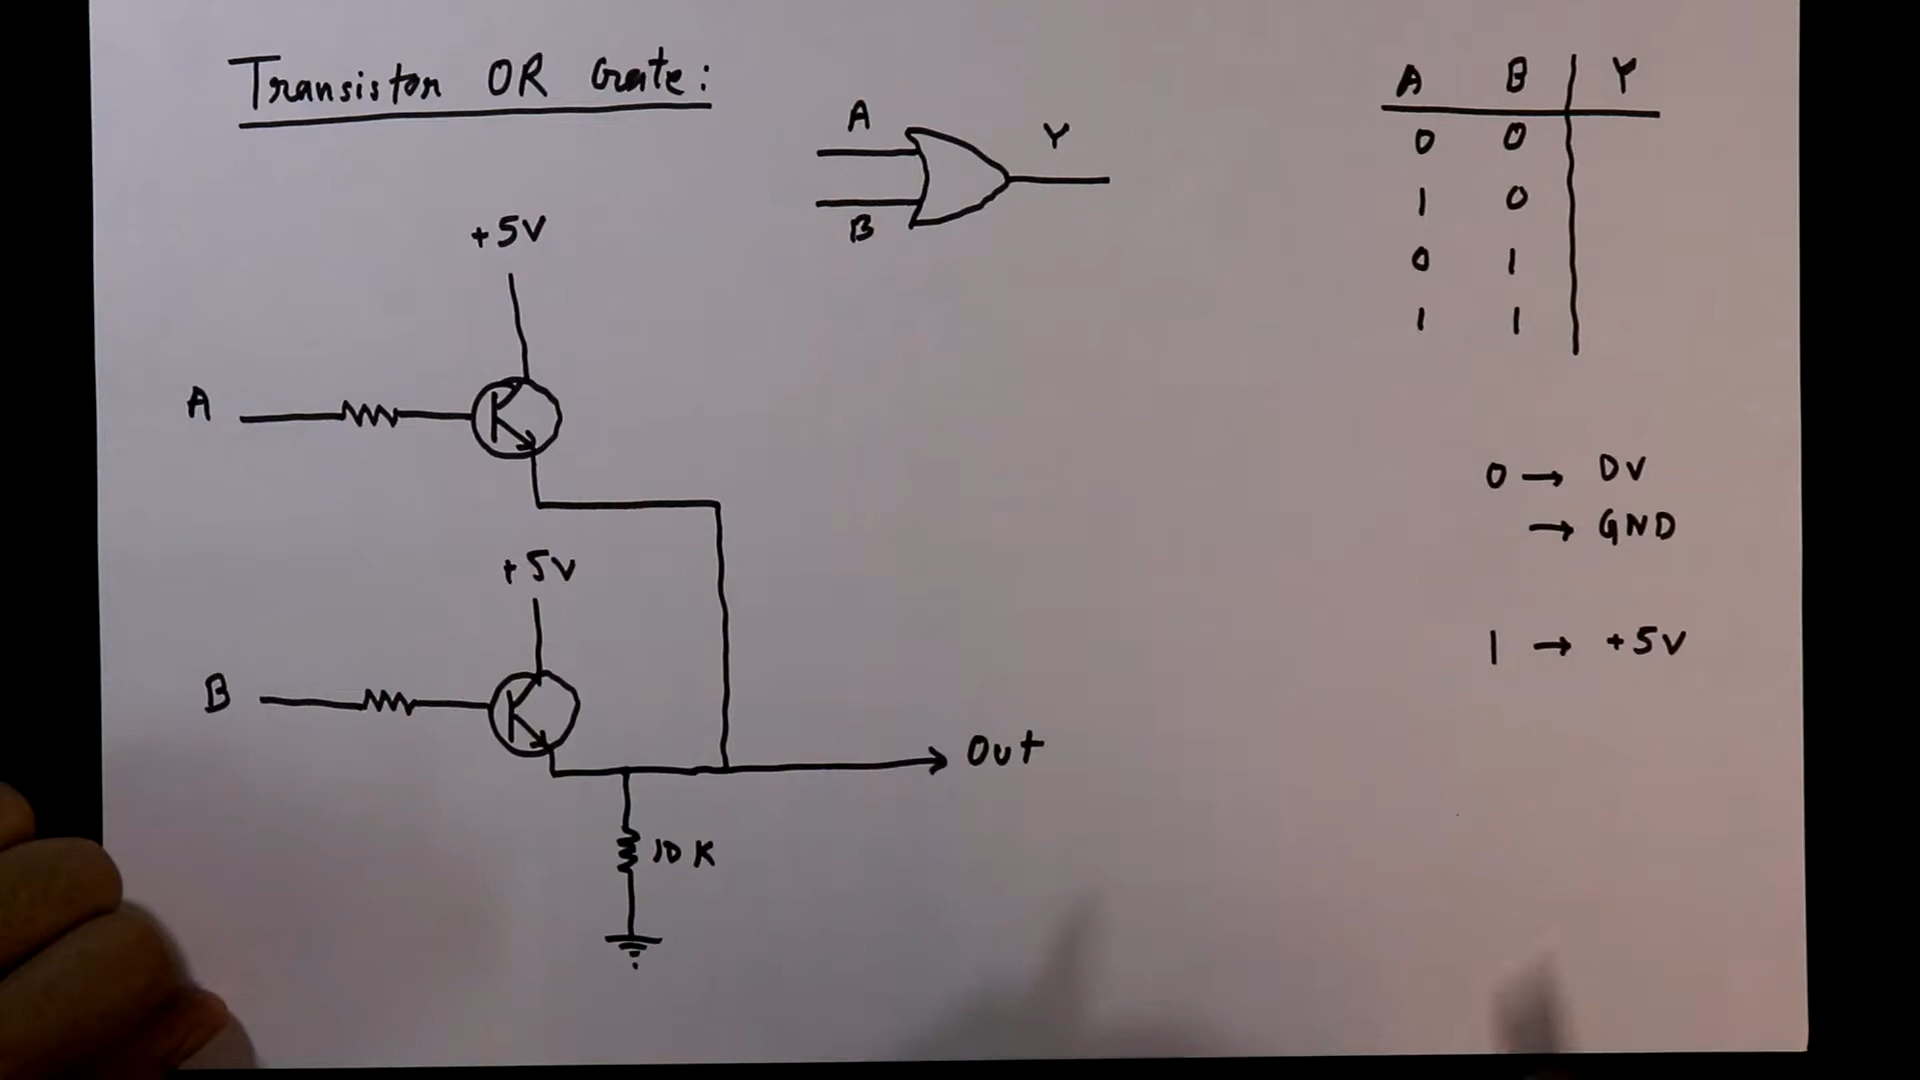 Transistor OR Gate:
A
B
Y
A B Y
0 0
1 0
0 1
1 1
+5V
A
+5V
B
Out
10K
0 → 0V
→ GND
1 → +5V